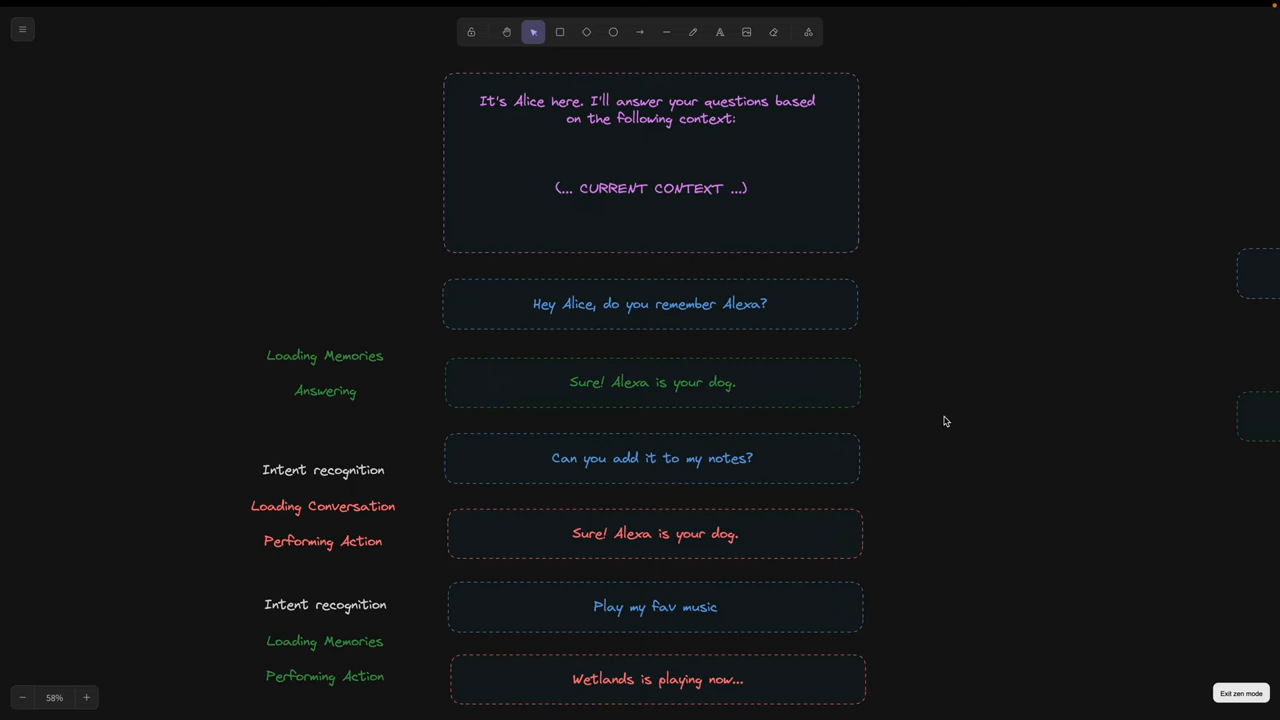 It's Alice here. I'll answer your questions based
on the following context:
(... CURRENT CONTEXT ...)
Hey Alice, do you remember Alexa?
Loading Memories
Answering
Sure! Alexa is your dog.
Can you add it to my notes?
Intent recognition
Loading Conversation
Performing Action
Sure! Alexa is your dog.
Intent recognition
Play my fav music
Loading Memories
Performing Action
Wetlands is playing now...
58%
Exit zen mode